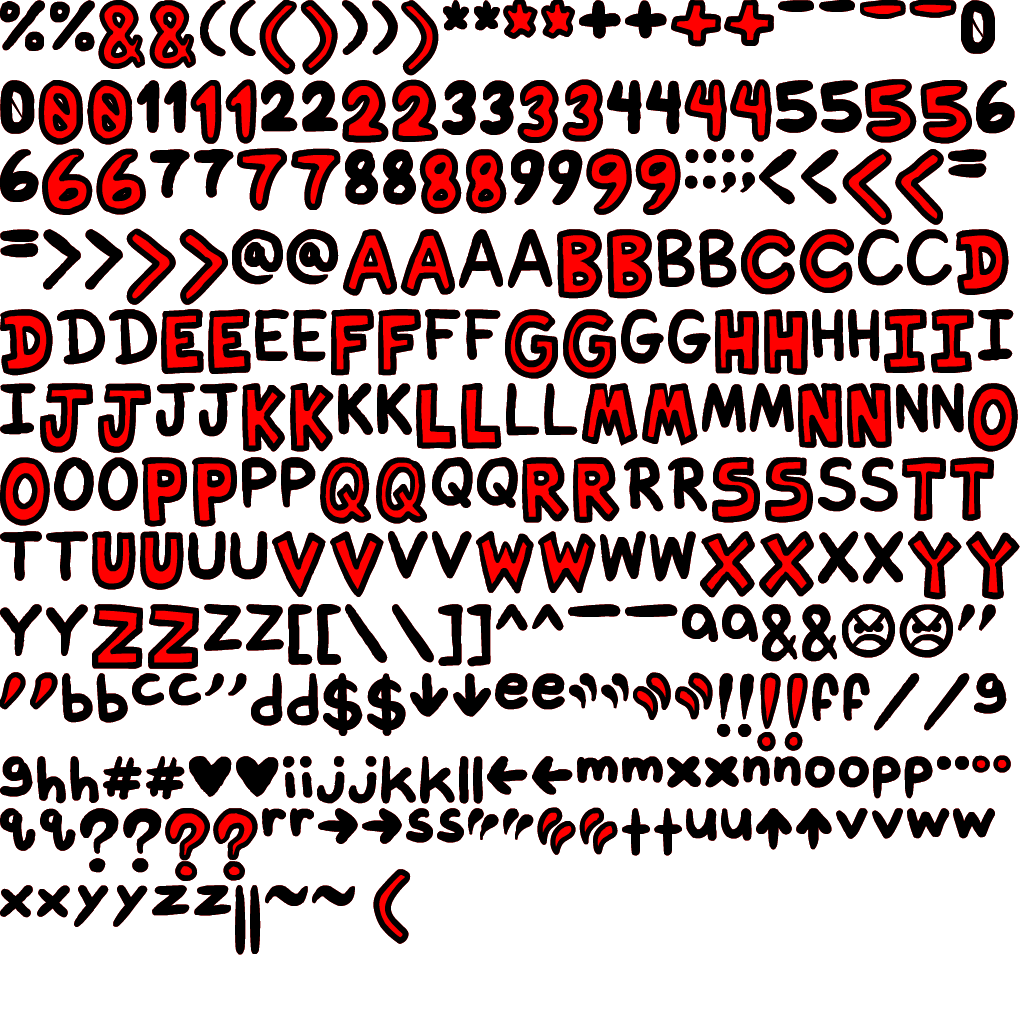 %%&&((()))**✶✶++++¯¯¯¯0
000111122223333444455556
666777788889999::;;<<<<=
=>>>>@@AAAABBBBCCCCD
DDDEEEEFFFFGGGGHHHHIII
IJJJJKKKKLLLLMMMMNNNNO
OOOPPPPQQQQRRRRSSSSTT
TTUUUUVVVVWWWWXXXXYY
YYZZZZ[[\\]]^^——aa&&"
"bbcc"dd$$↓↓ee"""!!!!ff//g
ghh##♥♥iijjkkll←←mmxxnnoopp....
qq????rr→→ss""""ttuu↑↑vvww
xxyyzz||~~(